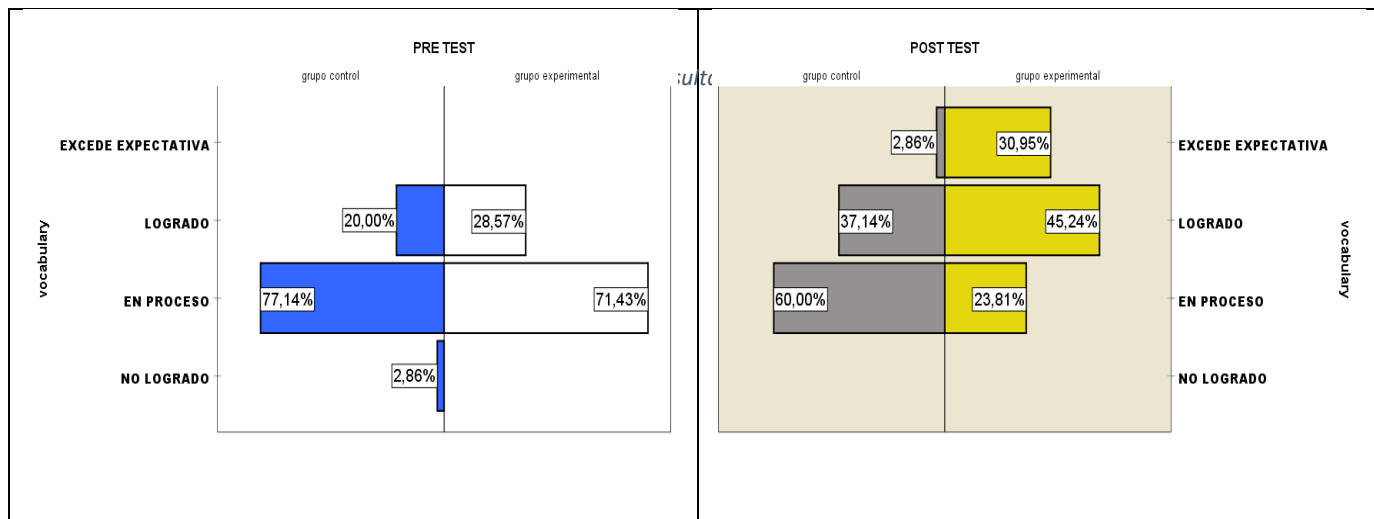 PRE TEST
grupo control
grupo experimental
EXCEDE EXPECTATIVA
LOGRADO
20,00%
28,57%
EN PROCESO
77,14%
71,43%
NO LOGRADO
2,86%
vocabulary
POST TEST
grupo control
grupo experimental
2,86%
30,95%
EXCEDE EXPECTATIVA
37,14%
45,24%
LOGRADO
60,00%
23,81%
EN PROCESO
NO LOGRADO
vocabulary